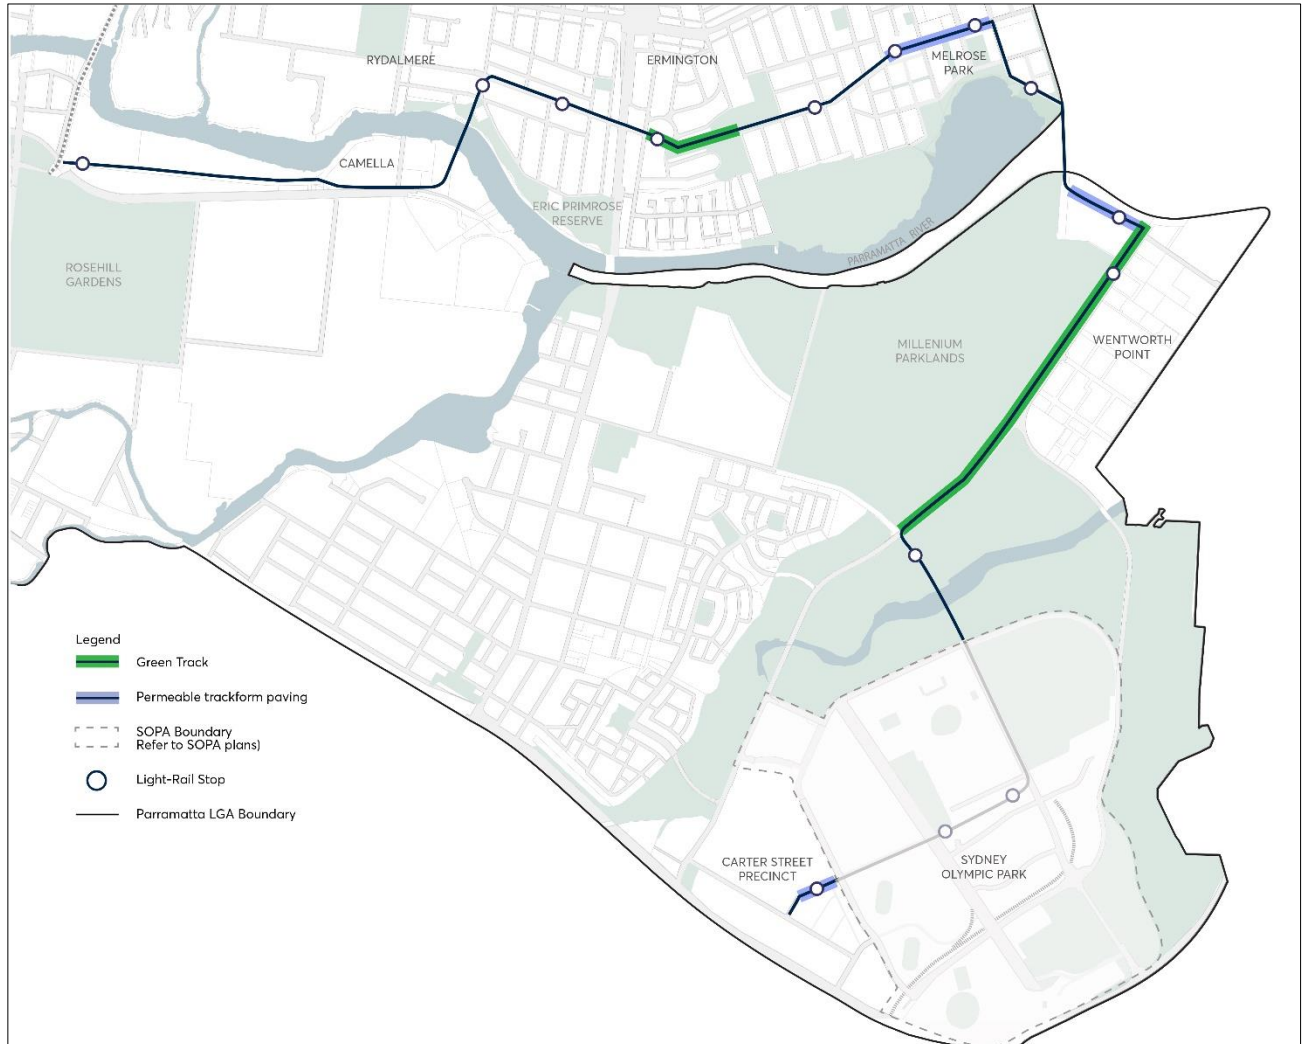 RYDALMERE
ERMINGTON
MELROSE
PARK
CAMELLA
ERIC PRIMROSE
RESERVE
PARRAMATTA RIVER
ROSEHILL
GARDENS
MILLENIUM
PARKLANDS
WENTWORTH
POINT
Legend
Green Track
Permeable trackform paving
SOPA Boundary
Refer to SOPA plans)
Light-Rail Stop
Parramatta LGA Boundary
CARTER STREET
PRECINCT
SYDNEY
OLYMPIC PARK